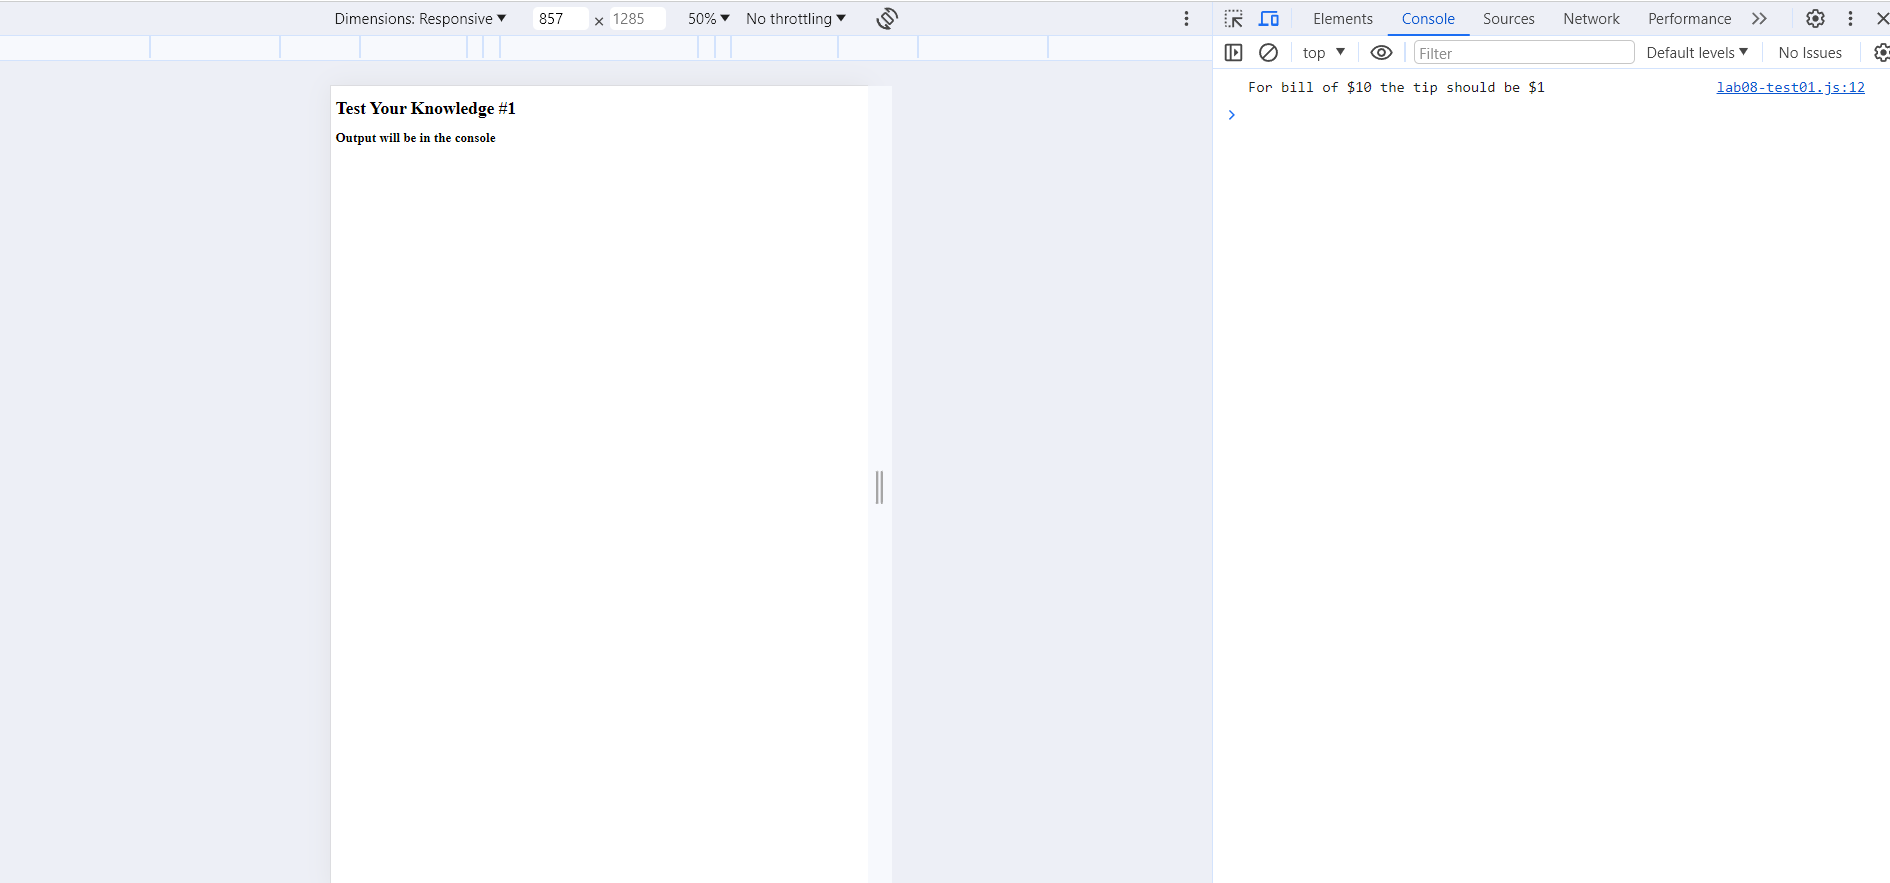 Dimensions: Responsive 857 × 1285 50% No throttling
Elements Console Sources Network Performance
top Filter Default levels No Issues
Test Your Knowledge #1
Output will be in the console
For bill of $10 the tip should be $1 lab08-test01.js:12